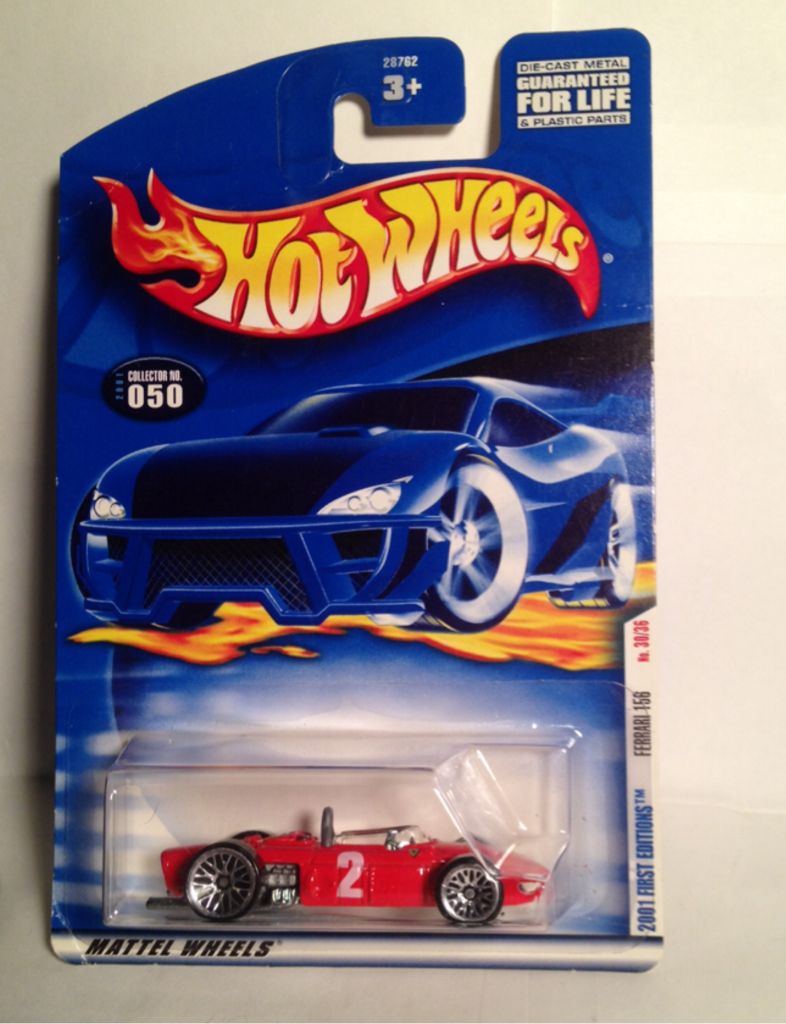 28762
3+
DIE-CAST METAL
GUARANTEED
FOR LIFE
& PLASTIC PARTS
HOT WHEELS®
2001
COLLECTOR NO.
050
2001 FIRST EDITIONS™ FERRARI 156 No. 30/36
2
MATTEL WHEELS®